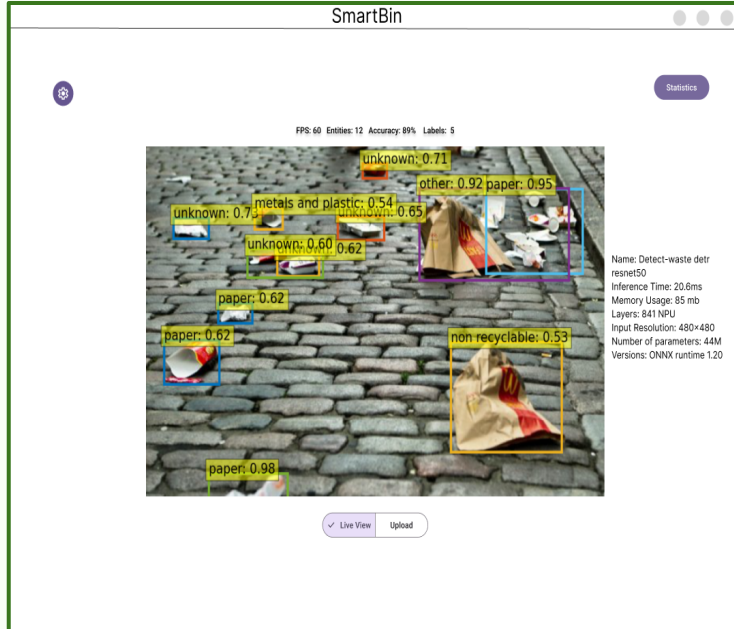 SmartBin
Statistics
FPS: 60 Entities: 12 Accuracy: 89% Labels: 5
unknown: 0.71
other: 0.92
paper: 0.95
metals and plastic: 0.54
unknown: 0.73
unknown: 0.65
unknown: 0.60
unknown: 0.62
paper: 0.62
paper: 0.62
non recyclable: 0.53
paper: 0.98
Name: Detect-waste detr
resnet50
Inference Time: 20.6ms
Memory Usage: 85 mb
Layers: 841 NPU
Input Resolution: 480×480
Number of parameters: 44M
Versions: ONNX runtime 1.20
Live View
Upload